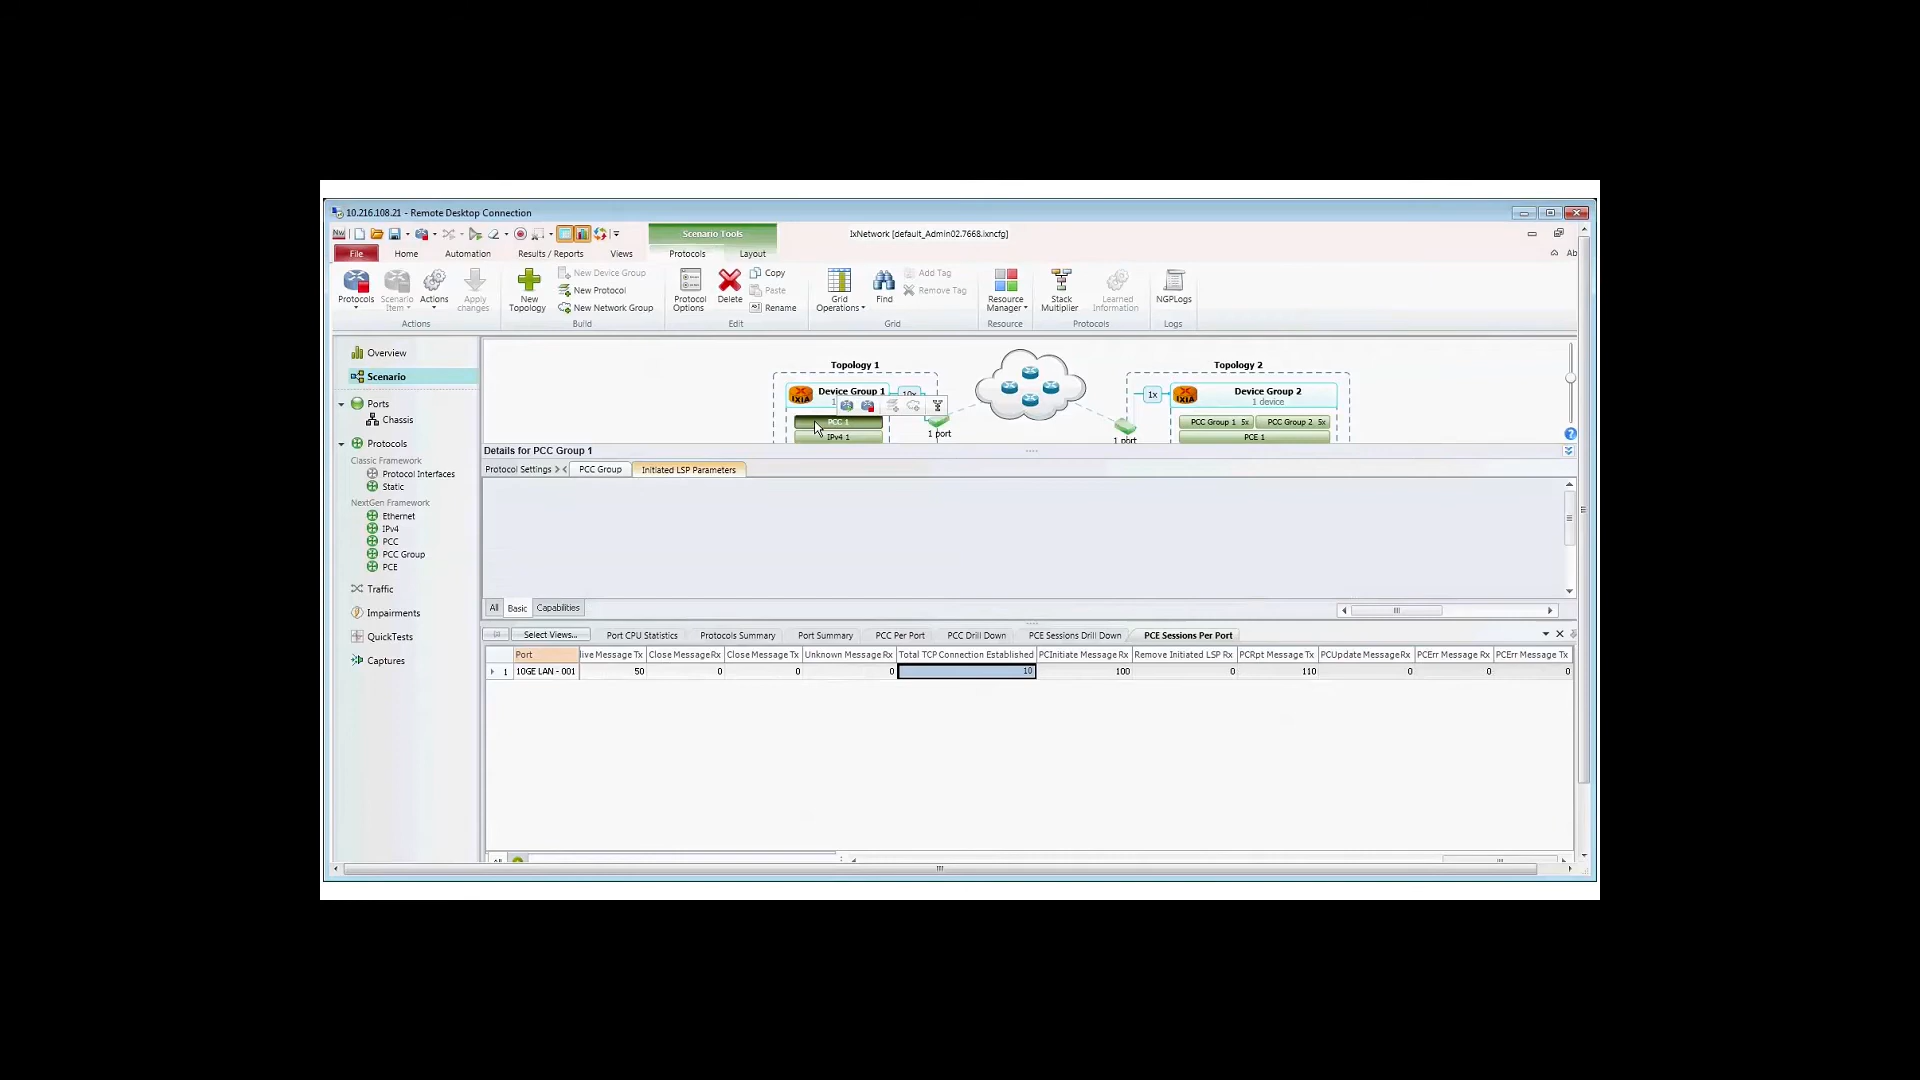 10.216.108.21 - Remote Desktop Connection
Scenario Tools
IxNetwork [default_Admin02.7668.ixncfg]
File
Home
Automation
Results / Reports
Views
Protocols
Layout
Protocols
Scenario Item
Actions
Apply changes
Actions
New Topology
New Device Group
New Protocol
New Network Group
Build
Protocol Options
Delete
Copy
Paste
Rename
Edit
Grid Operations
Find
Add Tag
Remove Tag
Grid
Resource Manager
Resource
Stack Multiplier
Learned Information
Protocols
NGPLogs
Logs
Overview
Scenario
Ports
Chassis
Protocols
Classic Framework
Protocol Interfaces
Static
NextGen Framework
Ethernet
IPv4
PCC
PCC Group
PCE
Traffic
Impairments
QuickTests
Captures
Topology 1
IXIA
Device Group 1
10x
PCC 1
IPv4 1
1 port
Topology 2
1x
IXIA
Device Group 2
1 device
PCC Group 1 5x
PCC Group 2 5x
PCE 1
1 port
Details for PCC Group 1
Protocol Settings
PCC Group
Initiated LSP Parameters
All
Basic
Capabilities
Select Views...
Port CPU Statistics
Protocols Summary
Port Summary
PCC Per Port
PCC Drill Down
PCE Sessions Drill Down
PCE Sessions Per Port
Port
live Message Tx
Close Message Rx
Close Message Tx
Unknown Message Rx
Total TCP Connection Established
PCInitiate Message Rx
Remove Initiated LSP Rx
PCRpt Message Tx
PCUpdate Message Rx
PCErr Message Rx
PCErr Message Tx
1 10GE LAN - 001 50 0 0 0 10 100 0 110 0 0 0